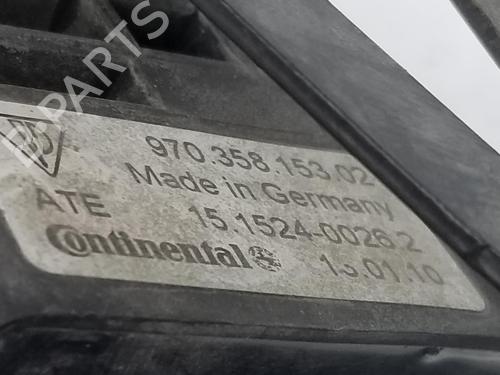 B PARTS
970.358.153.02
Made in Germany
ATE 15.1524-0026.2
Continental 13.01.10